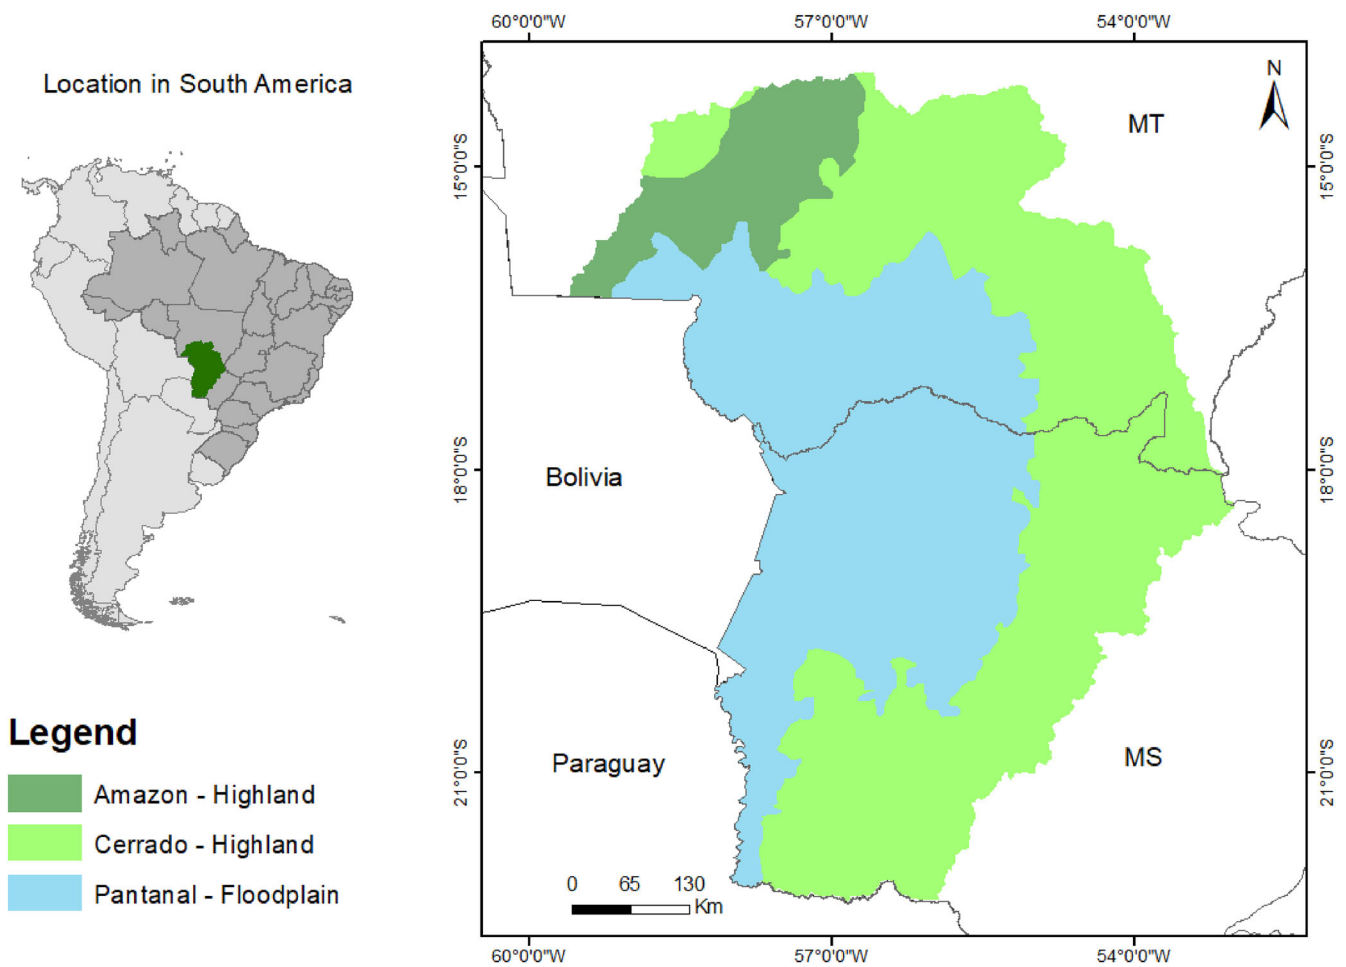 60°0'0"W 57°0'0"W 54°0'0"W
Location in South America
N
MT
15°0'0"S
15°0'0"S
Bolivia
18°0'0"S
18°0'0"S
Legend
Amazon - Highland
Cerrado - Highland
Pantanal - Floodplain
Paraguay
MS
21°0'0"S
21°0'0"S
0 65 130
Km
60°0'0"W 57°0'0"W 54°0'0"W